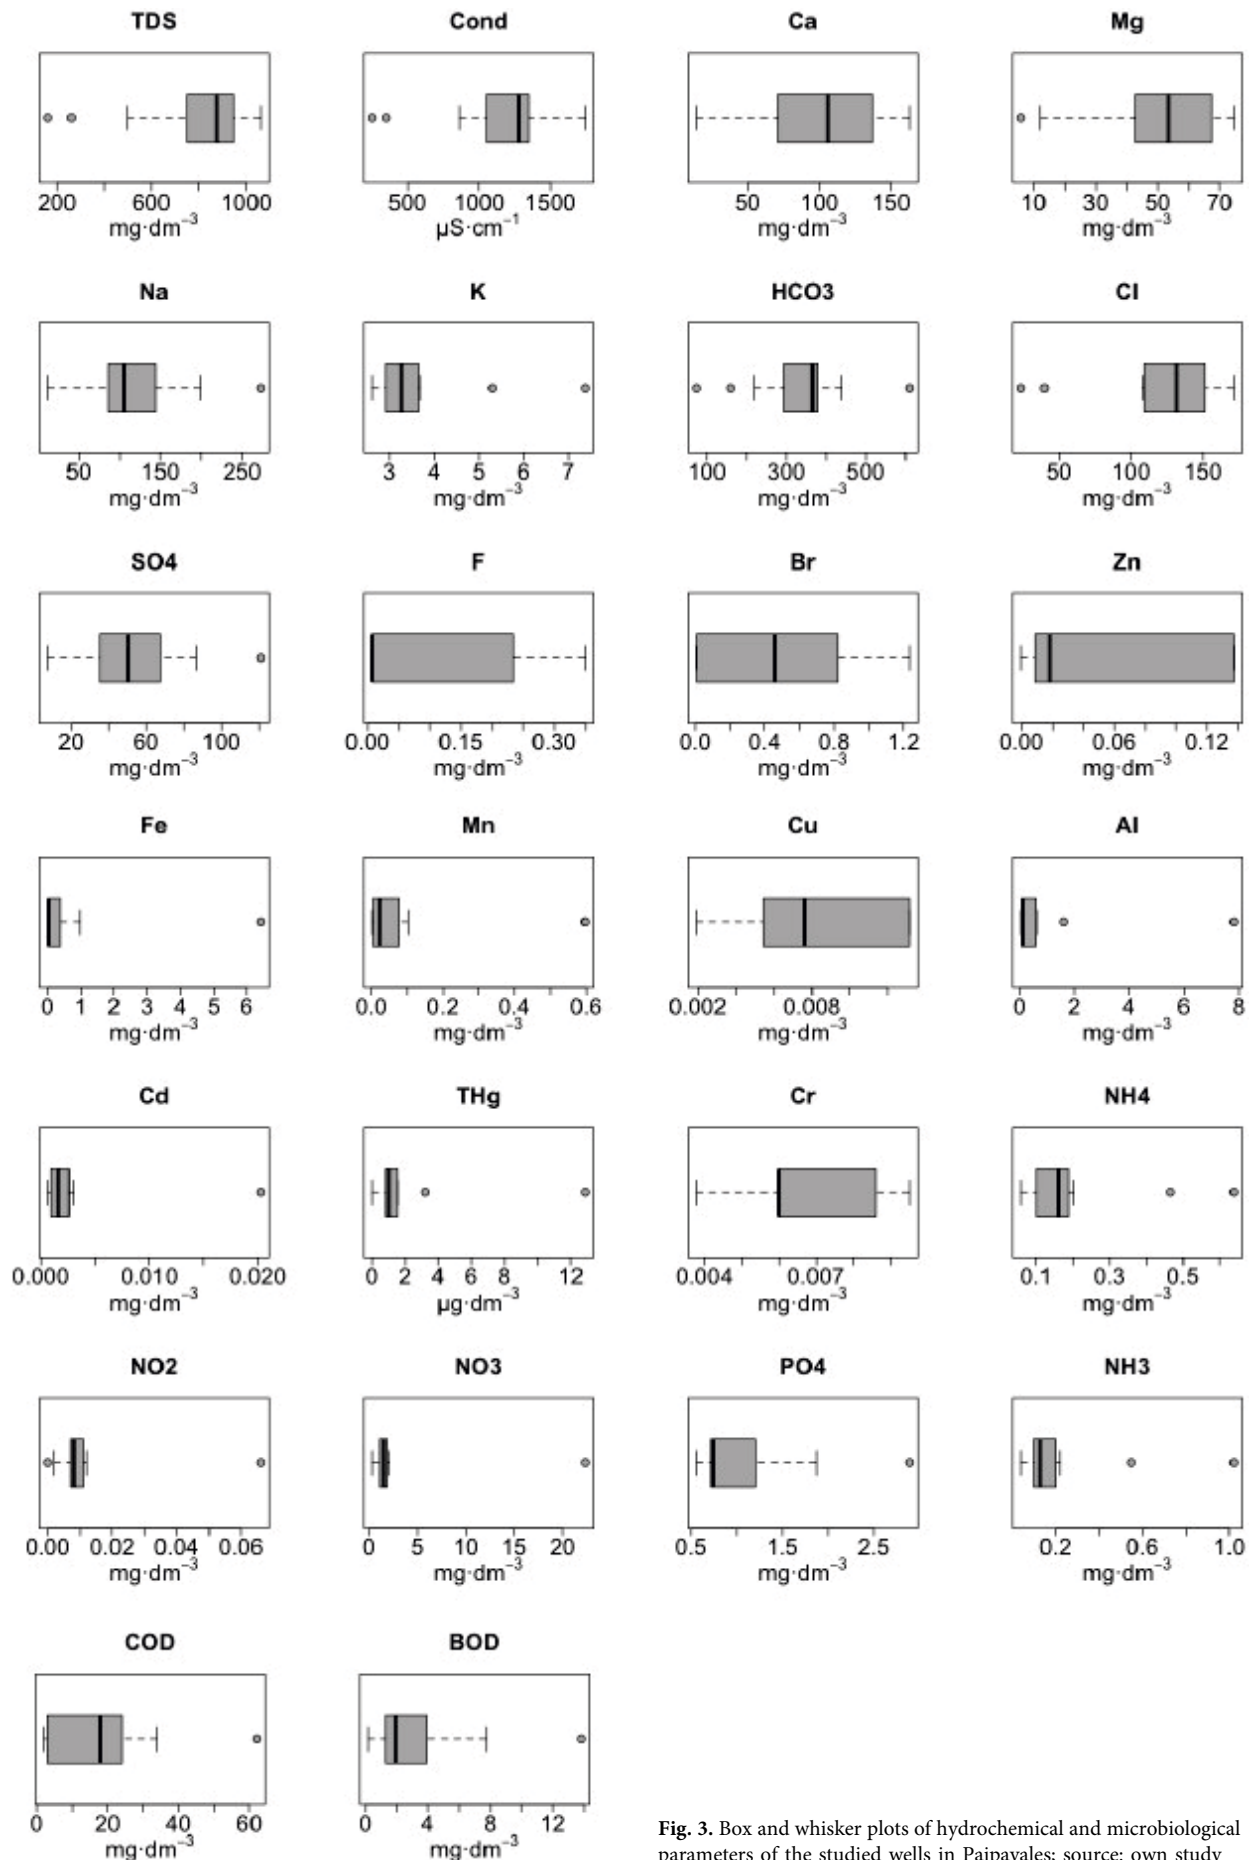 TDS Cond Ca Mg
200 600 1000 500 1000 1500 50 100 150 10 30 50 70
mg·dm⁻³ µS·cm⁻¹ mg·dm⁻³ mg·dm⁻³
Na K HCO3 Cl
50 150 250 3 4 5 6 7 100 300 500 50 100 150
mg·dm⁻³ mg·dm⁻³ mg·dm⁻³ mg·dm⁻³
SO4 F Br Zn
20 60 100 0.00 0.15 0.30 0.0 0.4 0.8 1.2 0.00 0.06 0.12
mg·dm⁻³ mg·dm⁻³ mg·dm⁻³ mg·dm⁻³
Fe Mn Cu Al
0 1 2 3 4 5 6 0.0 0.2 0.4 0.6 0.002 0.008 0 2 4 6 8
mg·dm⁻³ mg·dm⁻³ mg·dm⁻³ mg·dm⁻³
Cd THg Cr NH4
0.000 0.010 0.020 0 2 4 6 8 12 0.004 0.007 0.1 0.3 0.5
mg·dm⁻³ µg·dm⁻³ mg·dm⁻³ mg·dm⁻³
NO2 NO3 PO4 NH3
0.00 0.02 0.04 0.06 0 5 10 15 20 0.5 1.5 2.5 0.2 0.6 1.0
mg·dm⁻³ mg·dm⁻³ mg·dm⁻³ mg·dm⁻³
COD BOD
0 20 40 60 0 4 8 12
mg·dm⁻³ mg·dm⁻³
Fig. 3. Box and whisker plots of hydrochemical and microbiological
parameters of the studied wells in Paipayales; source: own study